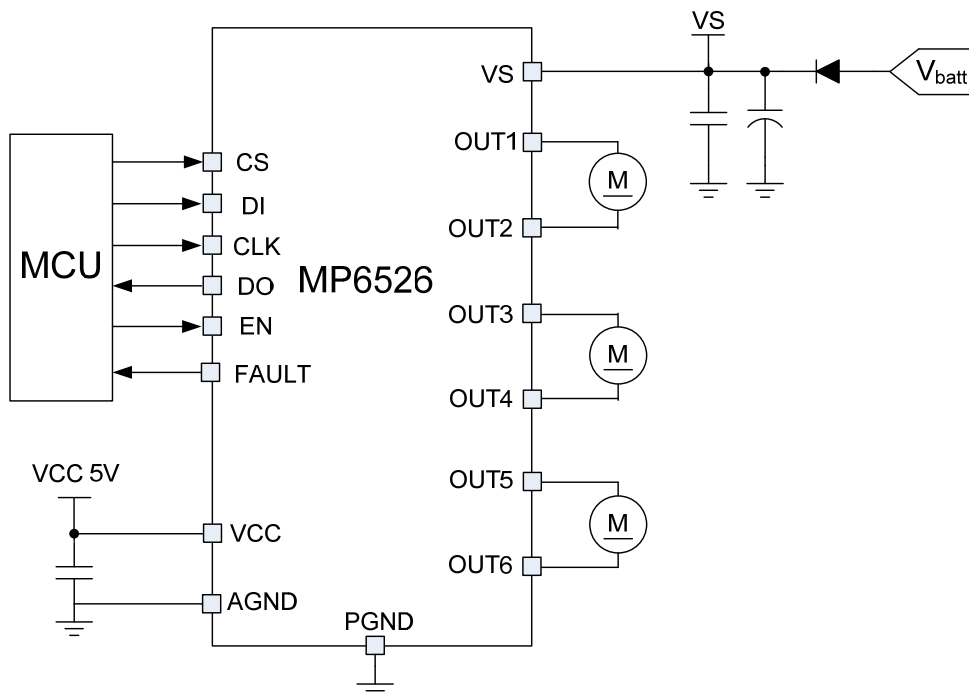 VS
V_batt
VS
OUT1
M
OUT2
CS
DI
CLK
DO
EN
FAULT
MCU
MP6526
OUT3
M
OUT4
VCC 5V
OUT5
M
OUT6
VCC
AGND
PGND